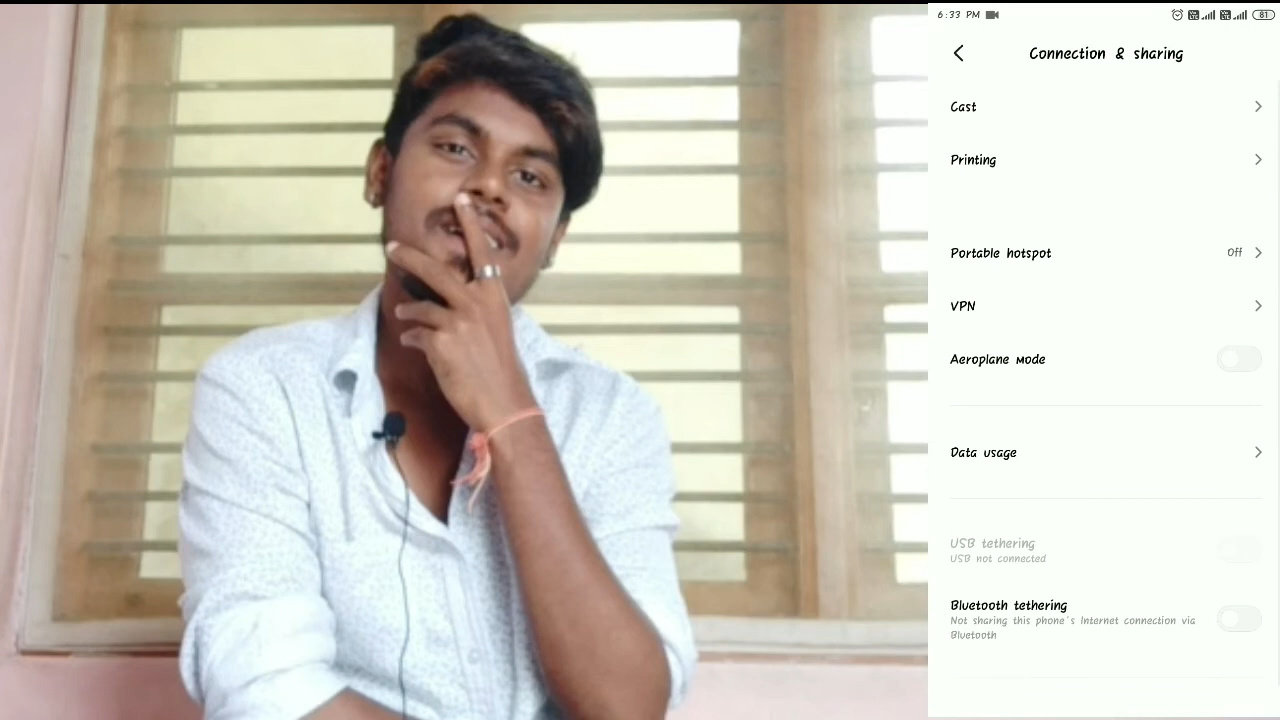 6:33 PM
81
Connection & sharing
Cast
Printing
Portable hotspot
Off
VPN
Aeroplane mode
Data usage
USB tethering
USB not connected
Bluetooth tethering
Not sharing this phone's Internet connection via
Bluetooth